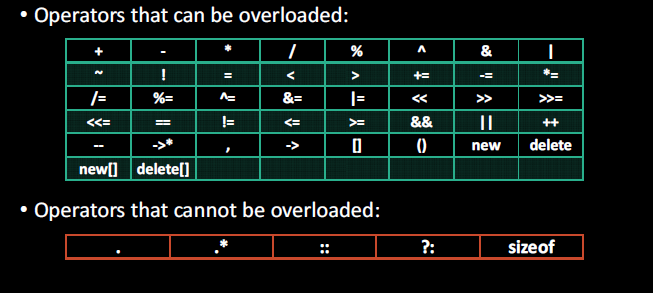 • Operators that can be overloaded:
+ - * / % ^ & |
~ ! = < > += -= *=
/= %= ^= &= |= << >> >>=
<<= == != <= >= && || ++
-- ->* , -> [] () new delete
new[] delete[]
• Operators that cannot be overloaded:
. .* :: ?: sizeof